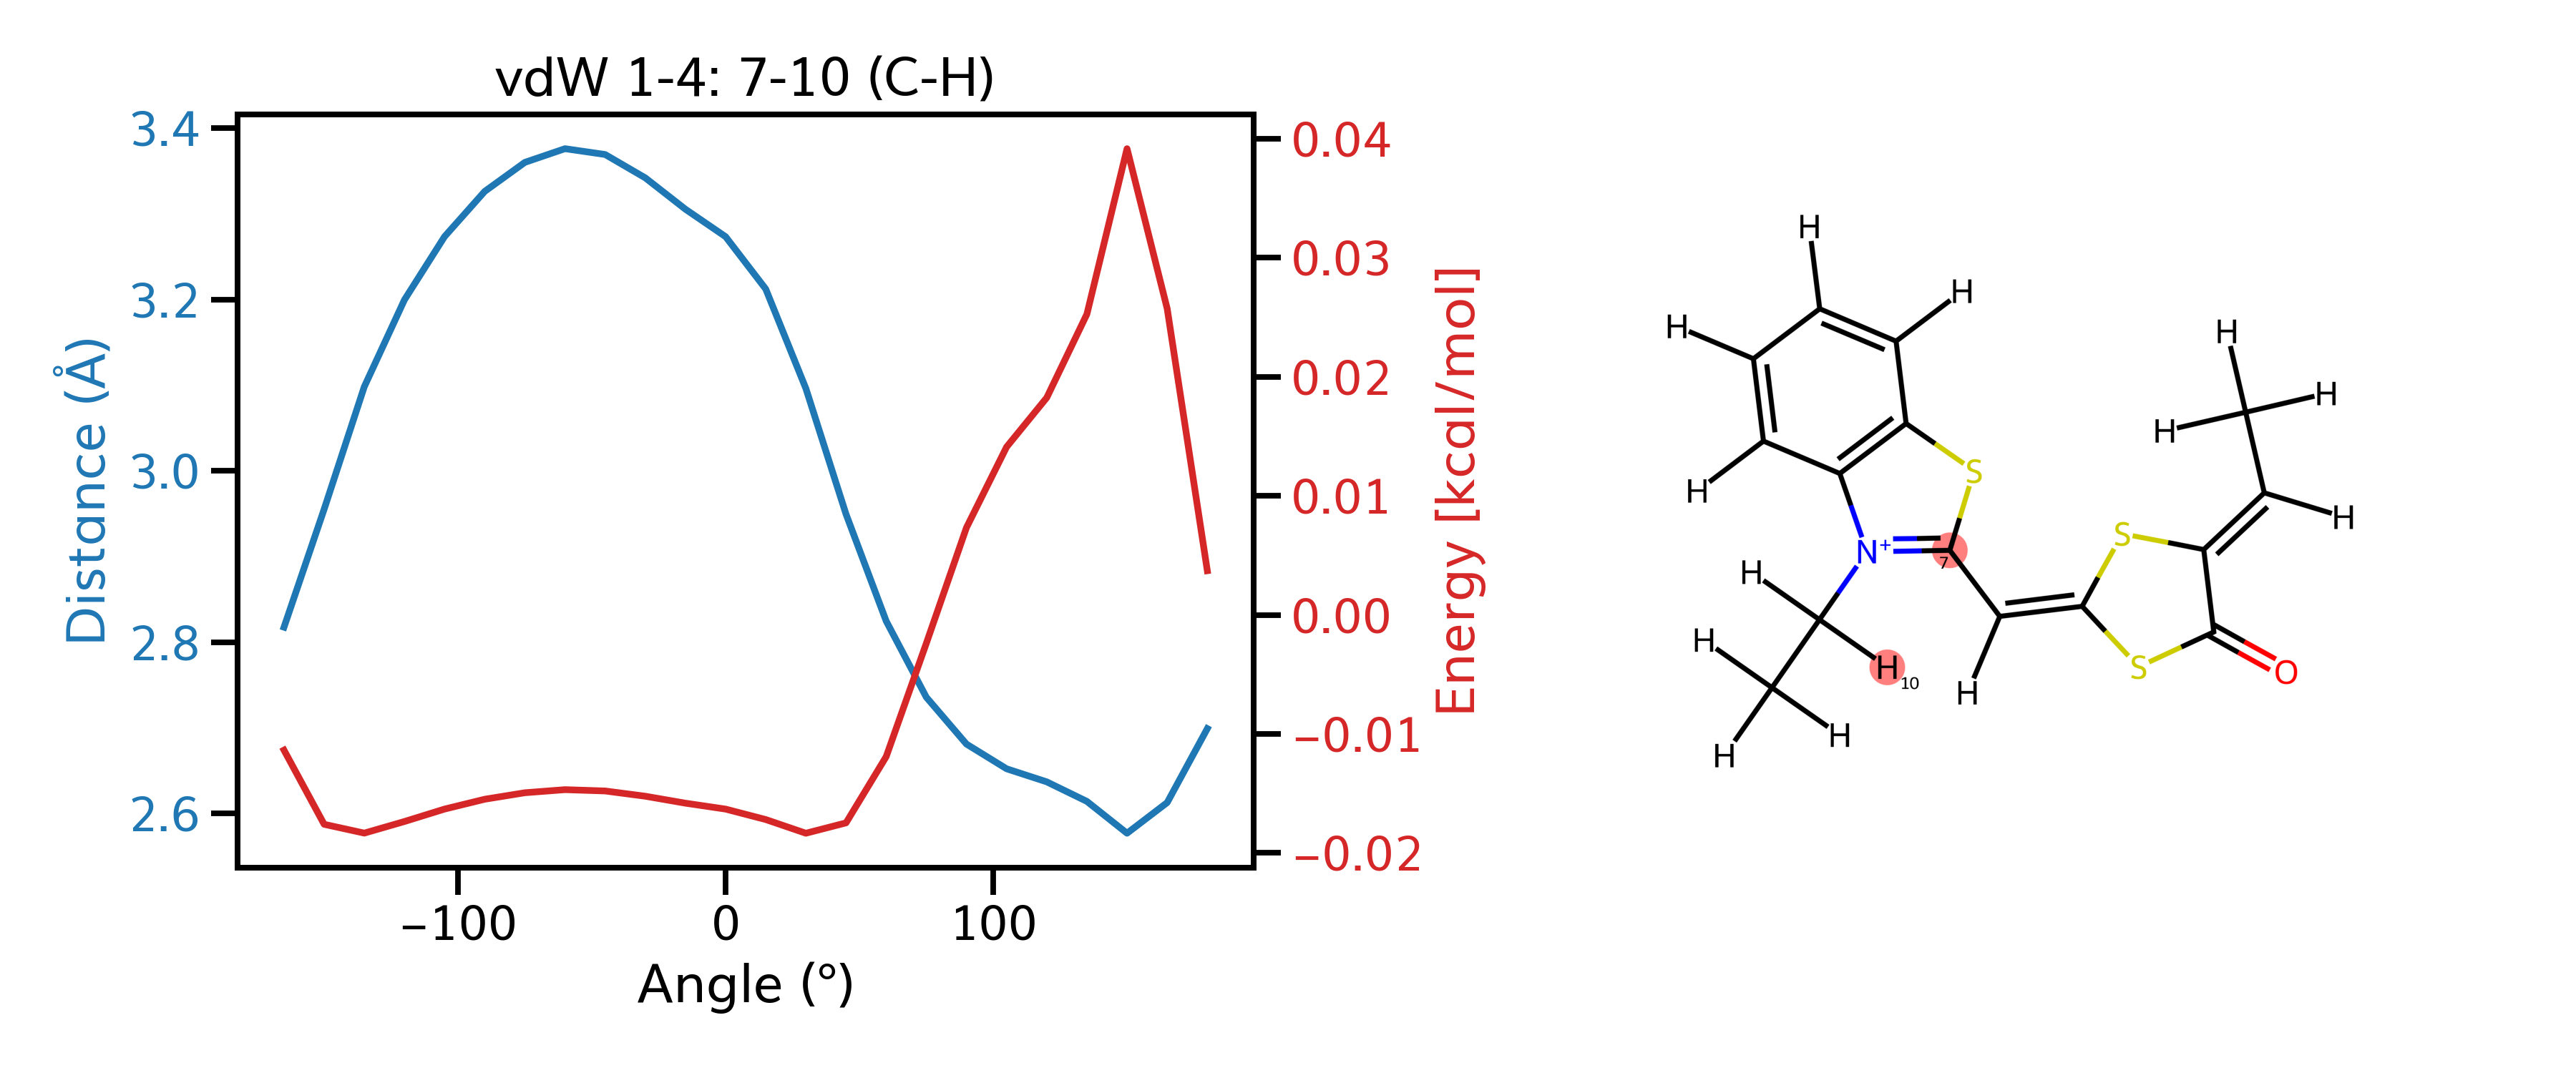 vdW 1-4: 7-10 (C-H)
3.4
3.2
3.0
2.8
2.6
Distance (Å)
0.04
0.03
0.02
0.01
0.00
−0.01
−0.02
Energy [kcal/mol]
−100
0
100
Angle (°)
H
H
H
H
H
H
H
S
H
S
N+
7
H
H
H
10
H
S
O
H
H